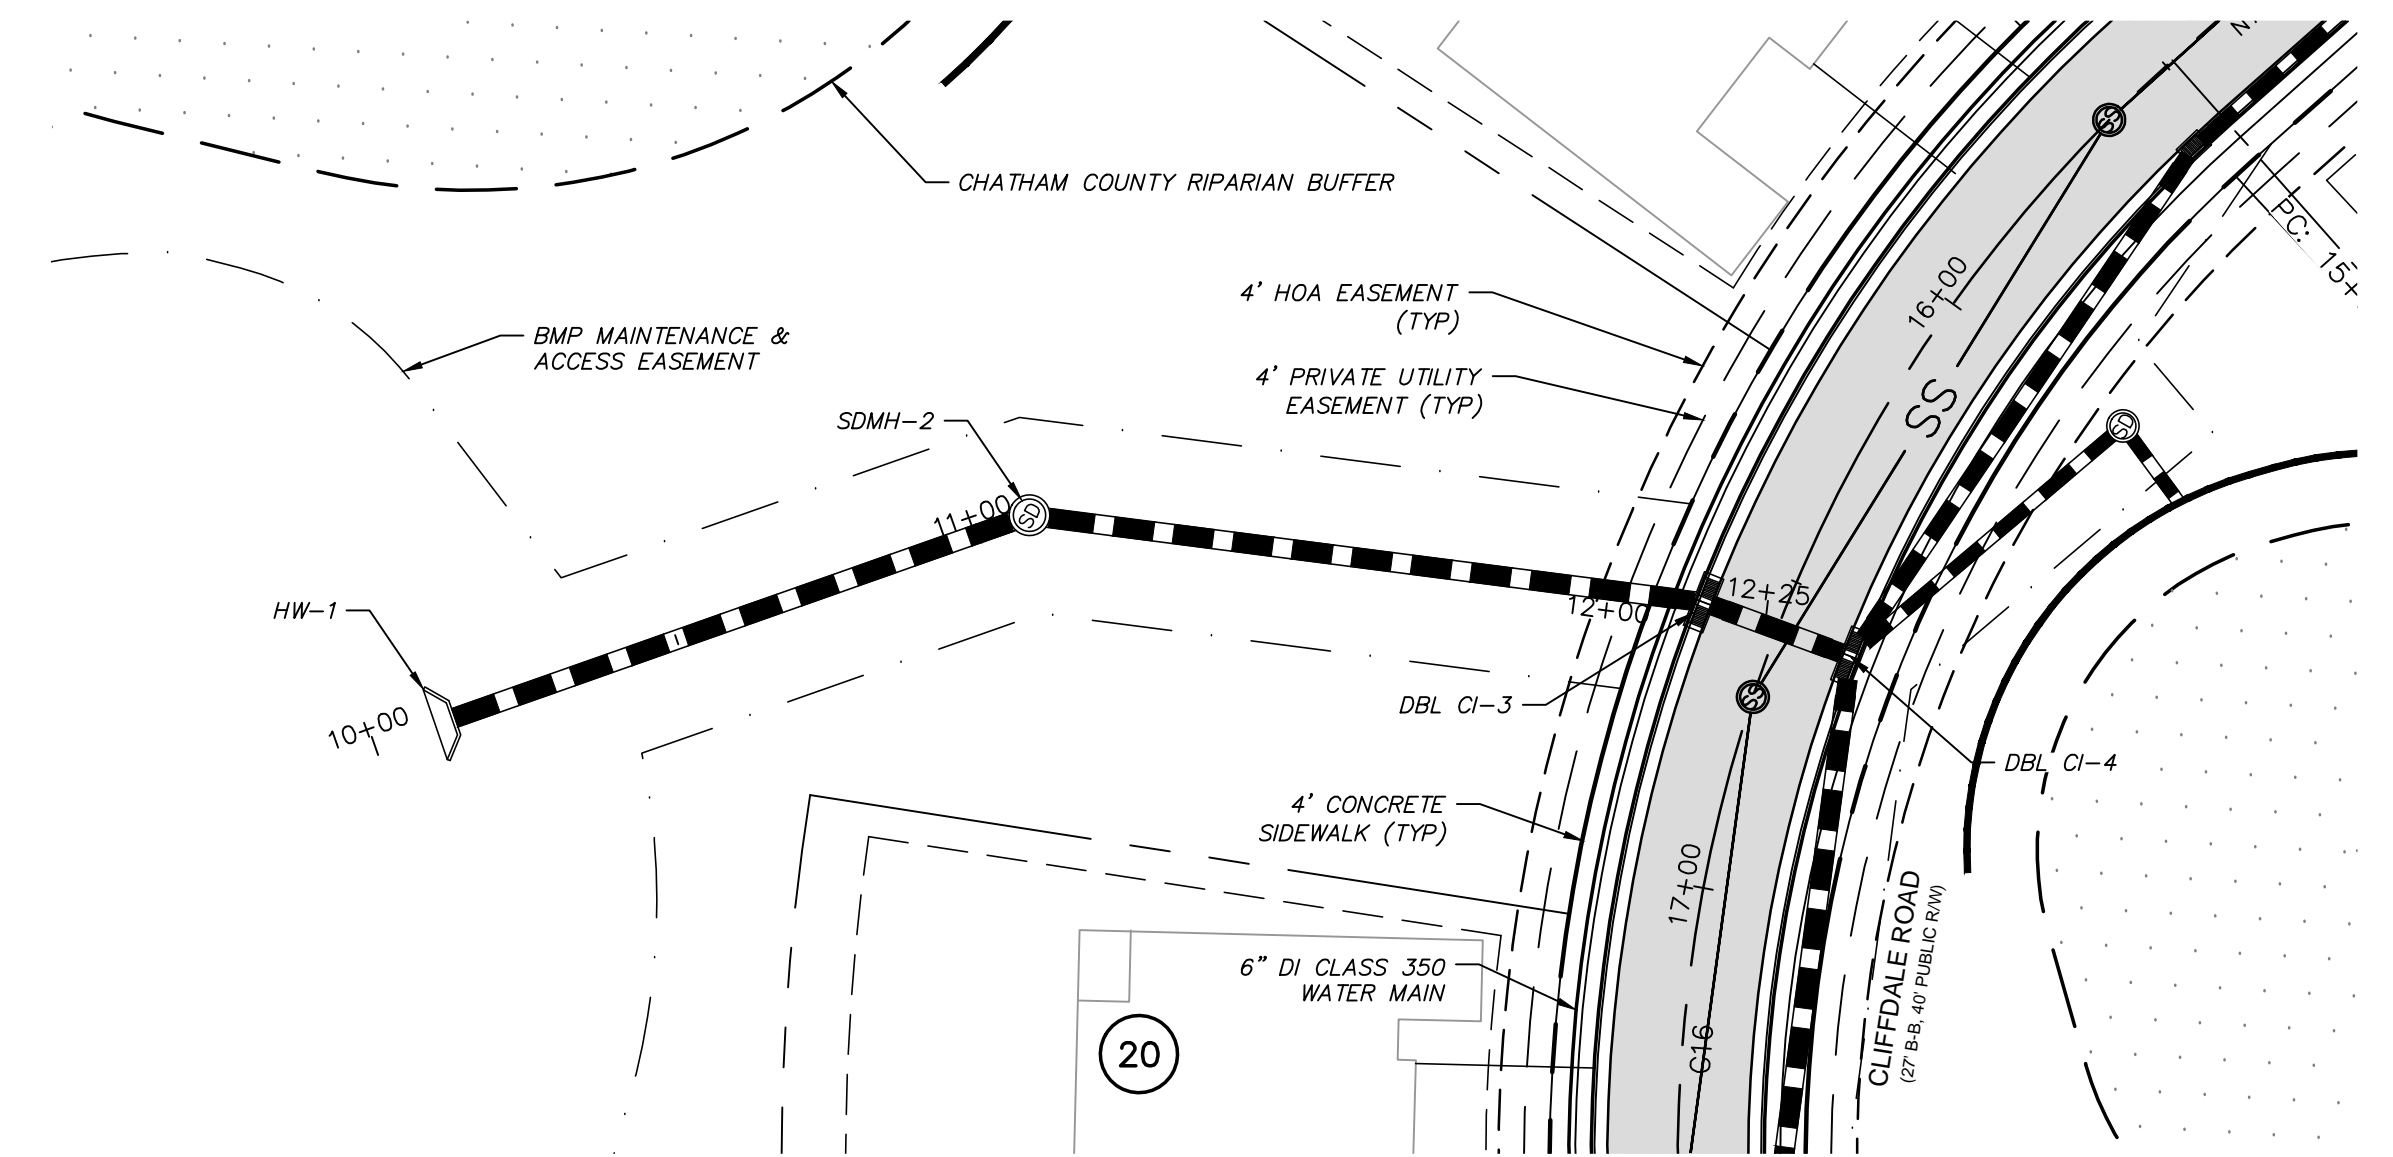 CHATHAM COUNTY RIPARIAN BUFFER
SS
PC: 15+
16+00
4' HOA EASEMENT
(TYP)
BMP MAINTENANCE &
ACCESS EASEMENT
4' PRIVATE UTILITY
EASEMENT (TYP)
SS
SDMH-2
SD
11+00
SD
HW-1
12+00
12+25
10+00
DBL CI-3
SS
DBL CI-4
4' CONCRETE
SIDEWALK (TYP)
17+00
6" DI CLASS 350
WATER MAIN
CLIFFDALE ROAD
(27' B-B, 40' PUBLIC R/W)
C16
20